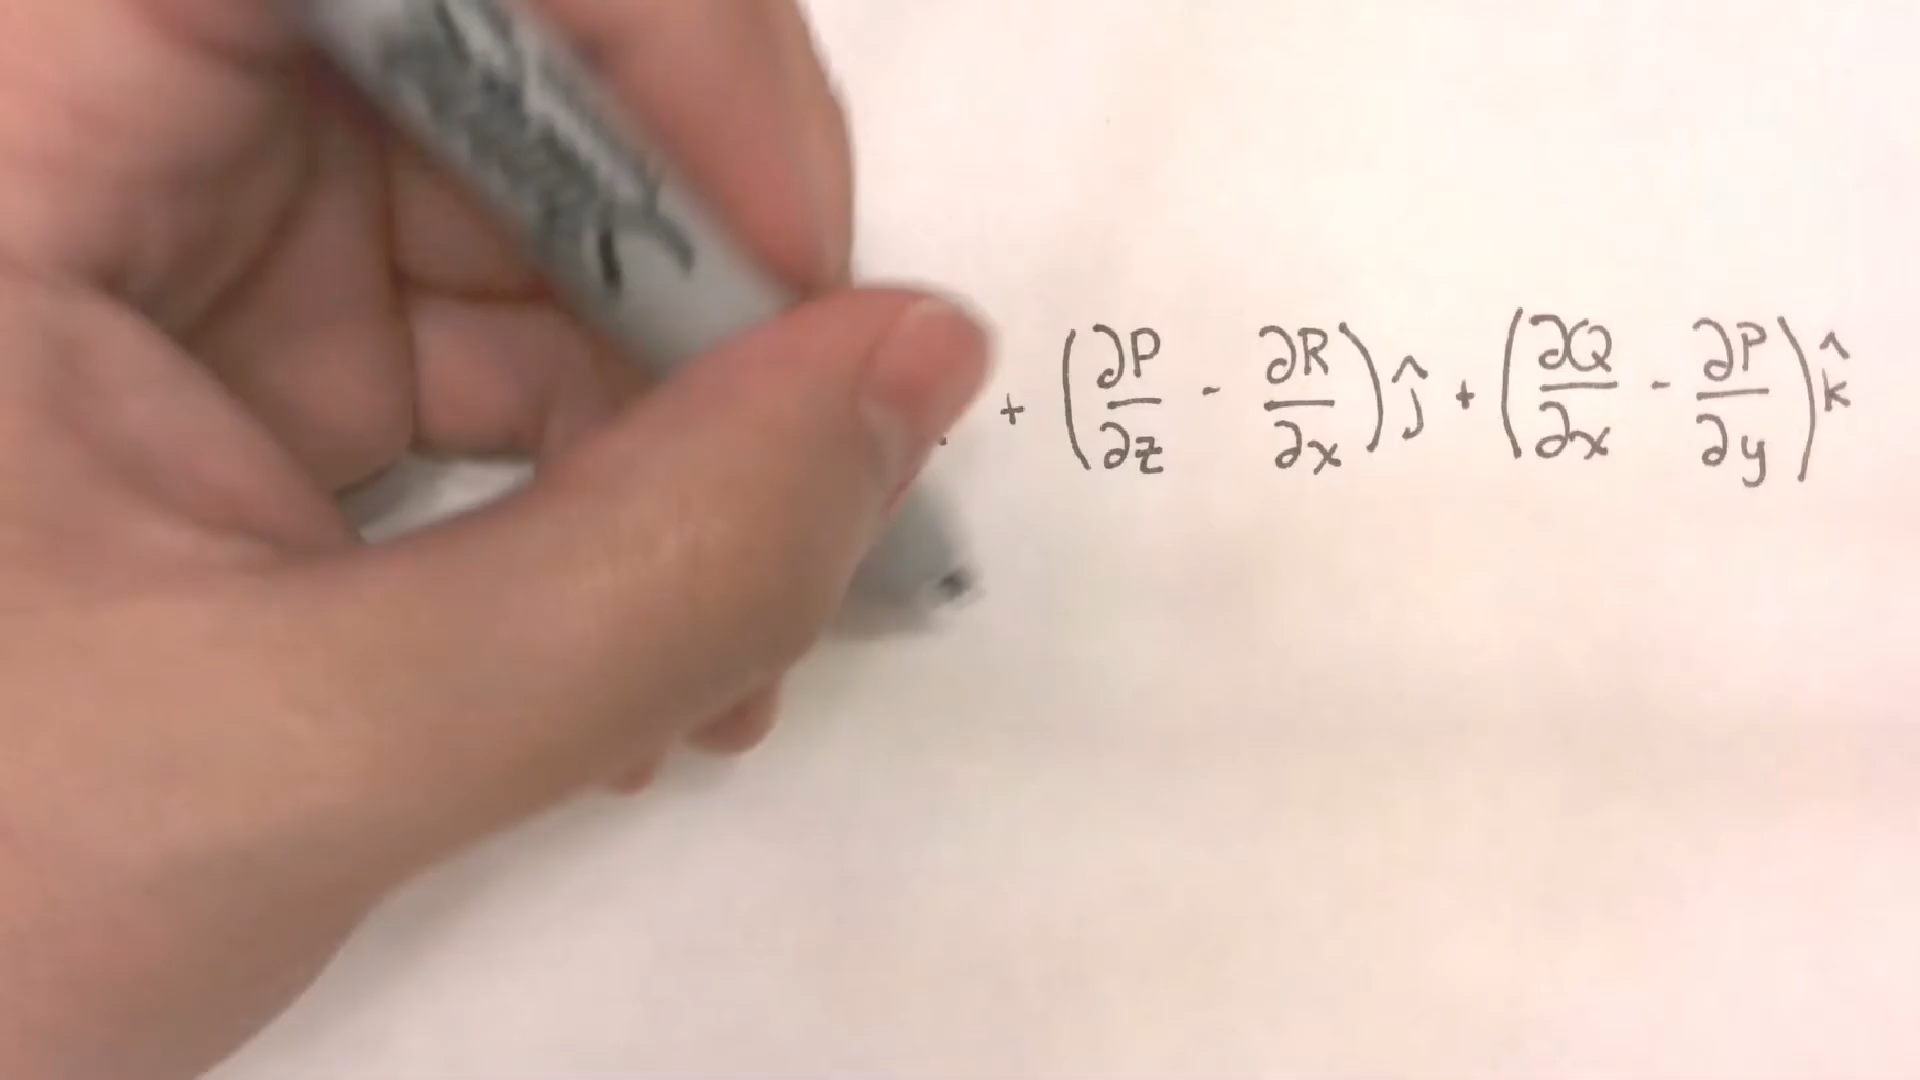 + (∂P/∂z - ∂R/∂x) ĵ + (∂Q/∂x - ∂P/∂y) k̂